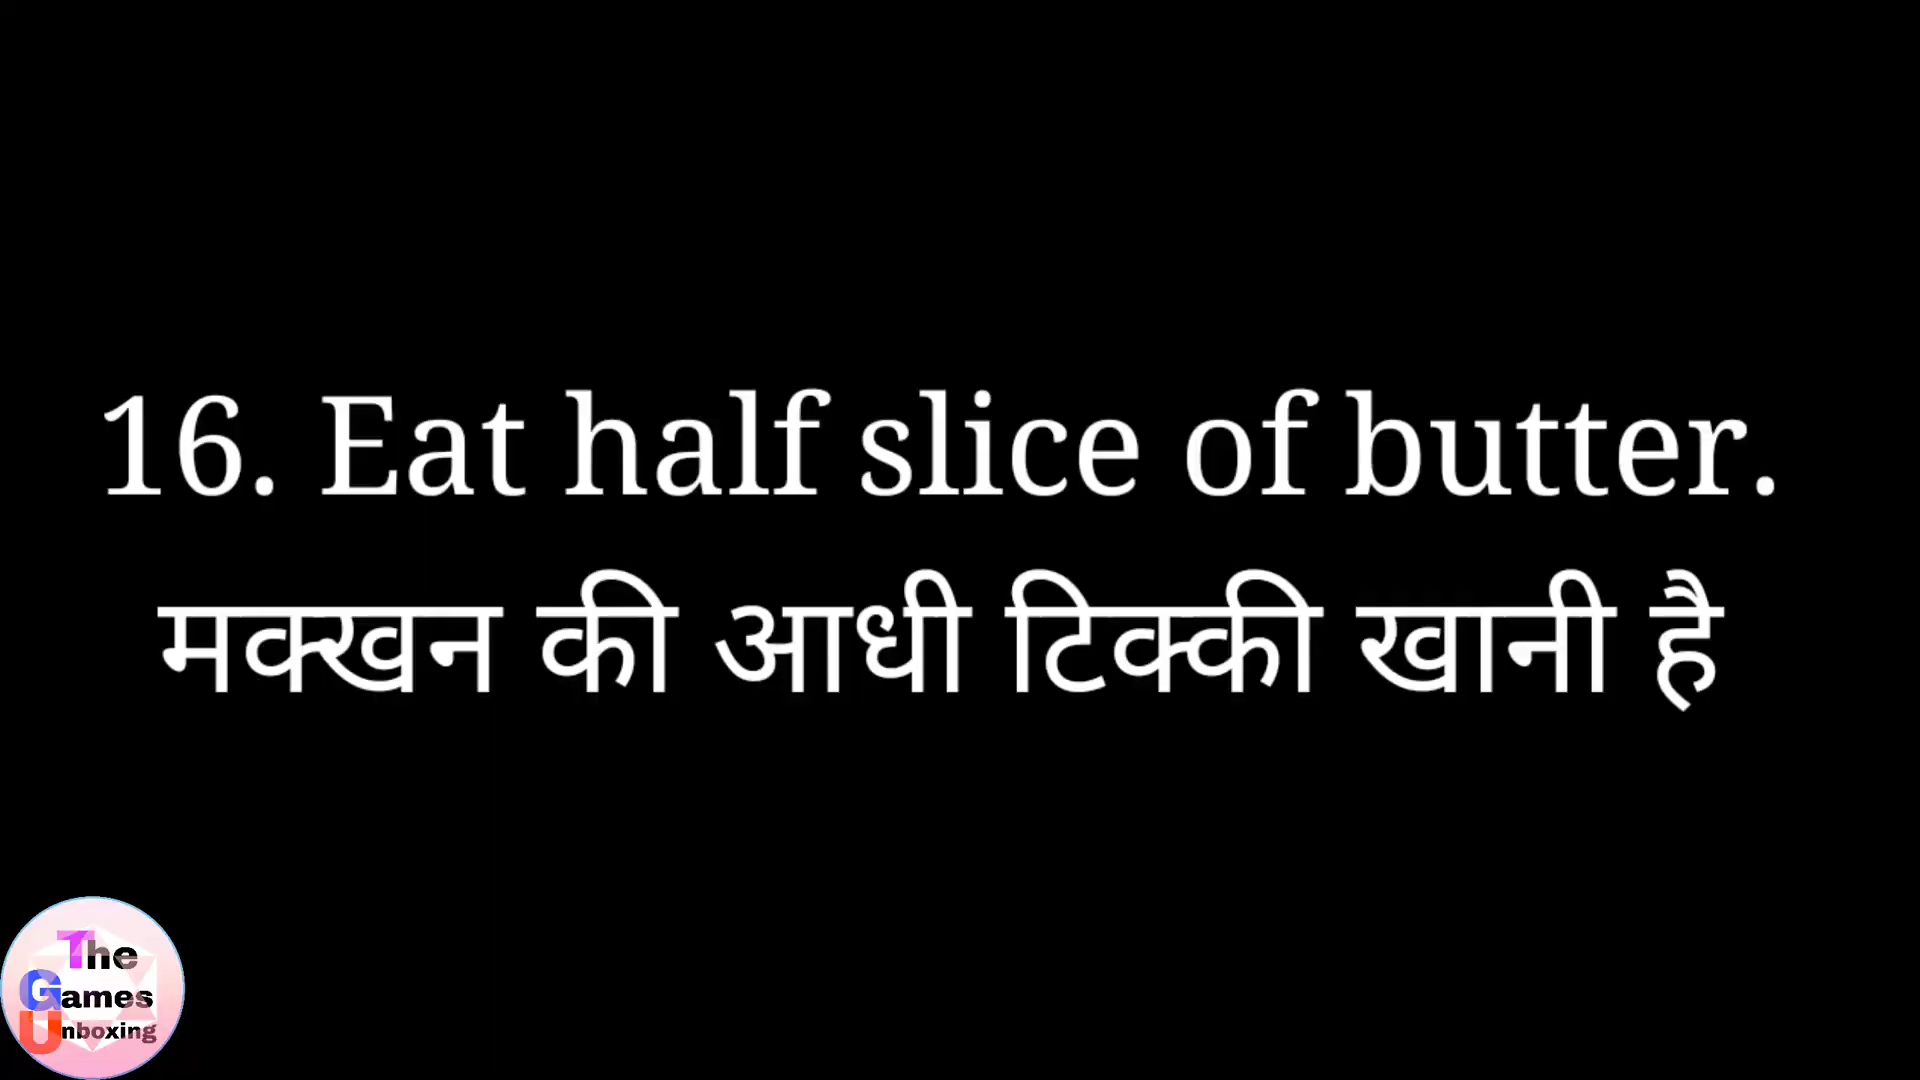 16. Eat half slice of butter.
मक्खन की आधी टिक्की खानी है
The
Games
Unboxing